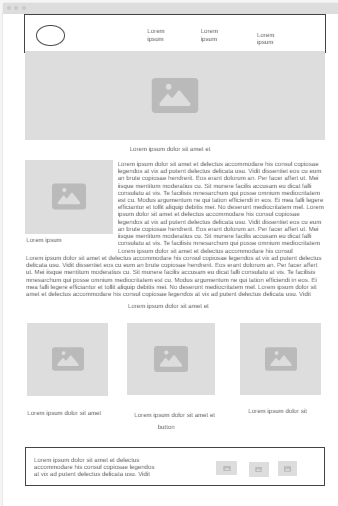 Lorem
ipsum
Lorem
ipsum
Lorem
ipsum
Lorem ipsum dolor sit amet et
Lorem ipsum dolor sit amet et delectus accommodare his consul copiosae
legendos at vix ad putent delectus delicata usu. Vidit dissentiet eos cu eum
an brute copiosae hendrerit. Eos erant dolorum an. Per facer affert ut. Mei
iisque mentitum moderatius cu. Sit munere facilis accusam eu dicat falli
consulatu at vis. Te facilisis mnesarchum qui posse omnium mediocritatem
est cu. Modus argumentum ne qui tation efficiendi in eos. Ei mea falli legere
efficiantur et tollit aliquip debitis mei. No deserunt mediocritatem mel. Lorem
ipsum dolor sit amet et delectus accommodare his consul copiosae
legendos at vix ad putent delectus delicata usu. Vidit dissentiet eos cu eum
an brute copiosae hendrerit. Eos erant dolorum an. Per facer affert ut. Mei
iisque mentitum moderatius cu. Sit munere facilis accusam eu dicat falli
consulatu at vis. Te facilisis mnesarchum qui posse omnium mediocritatem
Lorem ipsum
Lorem ipsum dolor sit amet et delectus accommodare his consul
Lorem ipsum dolor sit amet et delectus accommodare his consul copiosae legendos at vix ad putent delectus
delicata usu. Vidit dissentiet eos cu eum an brute copiosae hendrerit. Eos erant dolorum an. Per facer affert
ut. Mei iisque mentitum moderatius cu. Sit munere facilis accusam eu dicat falli consulatu at vis. Te facilisis
mnesarchum qui posse omnium mediocritatem est cu. Modus argumentum ne qui tation efficiendi in eos. Ei
mea falli legere efficiantur et tollit aliquip debitis mei. No deserunt mediocritatem mel. Lorem ipsum dolor sit
amet et delectus accommodare his consul copiosae legendos at vix ad putent delectus delicata usu. Vidit
Lorem ipsum dolor sit amet et
Lorem ipsum dolor sit amet
Lorem ipsum dolor sit amet et
Lorem ipsum dolor sit
button
Lorem ipsum dolor sit amet et delectus
accommodare his consul copiosae legendos
at vix ad putent delectus delicata usu. Vidit